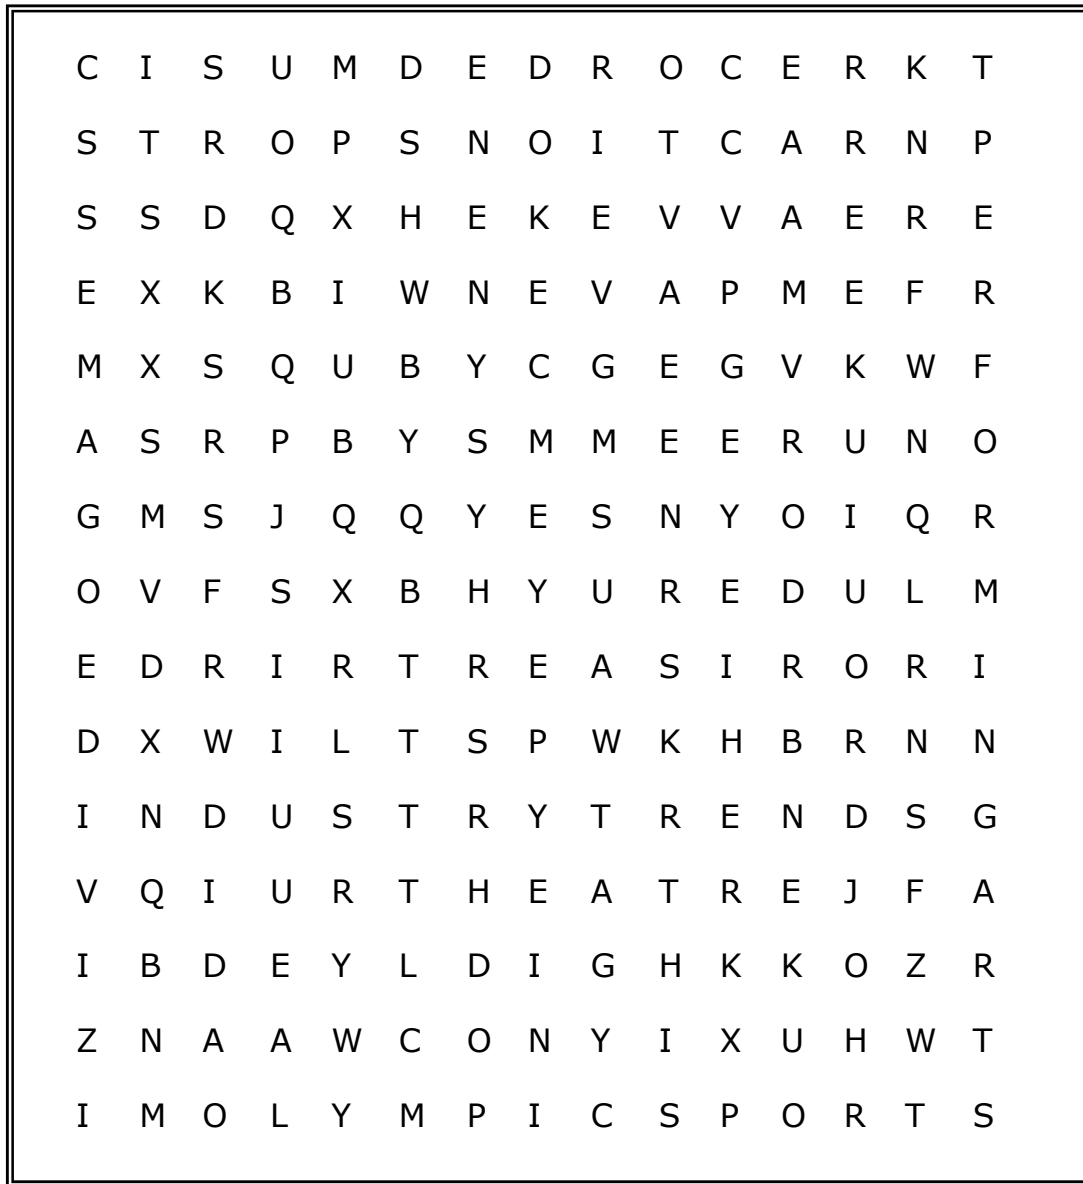 C I S U M D E D R O C E R K T
S T R O P S N O I T C A R N P
S S D Q X H E K E V V A E R E
E X K B I W N E V A P M E F R
M X S Q U B Y C G E G V K W F
A S R P B Y S M M E E R U N O
G M S J Q Q Y E S N Y O I Q R
O V F S X B H Y U R E D U L M
E D R I R T R E A S I R O R I
D X W I L T S P W K H B R N N
I N D U S T R Y T R E N D S G
V Q I U R T H E A T R E J F A
I B D E Y L D I G H K K O Z R
Z N A A W C O N Y I X U H W T
I M O L Y M P I C S P O R T S